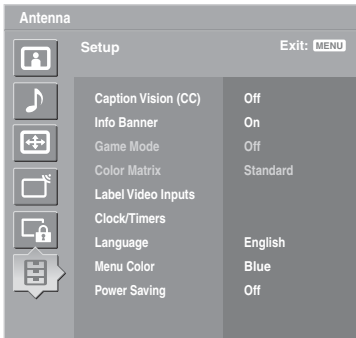 Antenna
Setup Exit: MENU
Caption Vision (CC) Off
Info Banner On
Game Mode Off
Color Matrix Standard
Label Video Inputs
Clock/Timers
Language English
Menu Color Blue
Power Saving Off